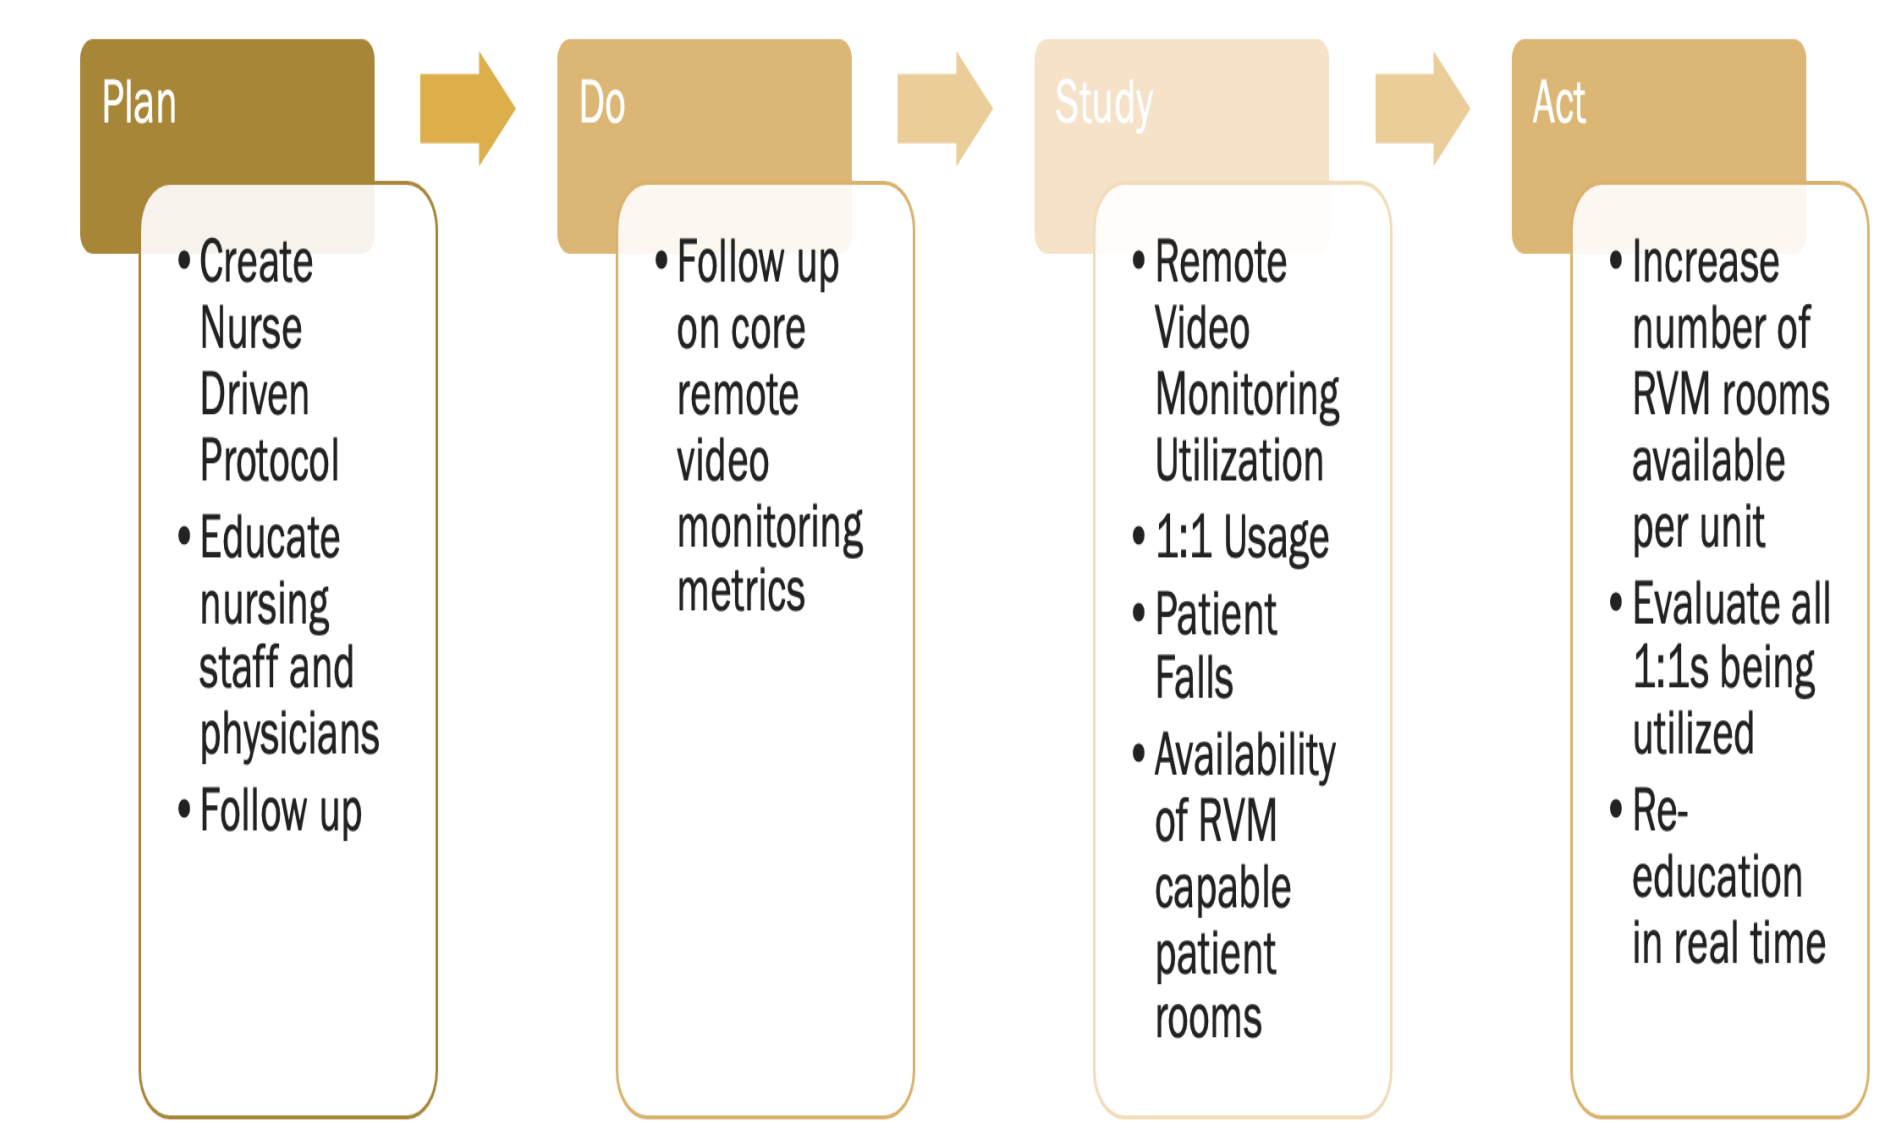 Plan
• Create
Nurse
Driven
Protocol
• Educate
nursing
staff and
physicians
• Follow up
Do
• Follow up
on core
remote
video
monitoring
metrics
Study
• Remote
Video
Monitoring
Utilization
• 1:1 Usage
• Patient
Falls
• Availability
of RVM
capable
patient
rooms
Act
• Increase
number of
RVM rooms
available
per unit
• Evaluate all
1:1s being
utilized
• Re-
education
in real time